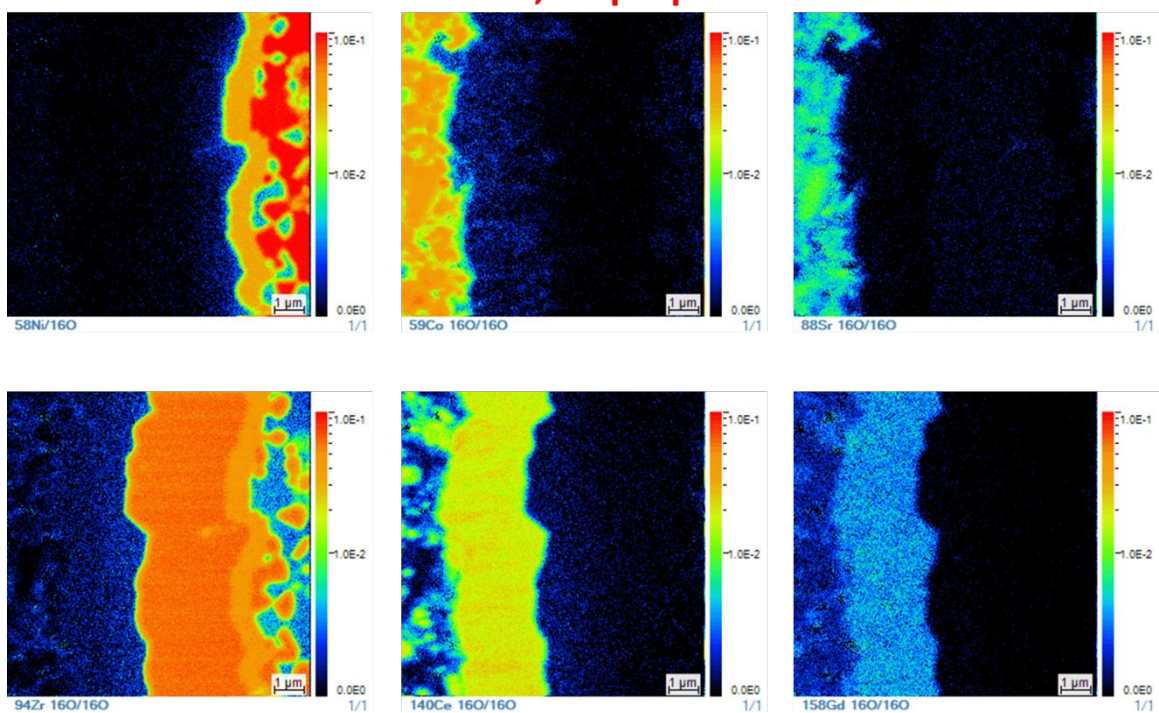 1.0E-1
1.0E-2
0.0E0
1 µm
58Ni/16O 1/1
1.0E-1
1.0E-2
0.0E0
1 µm
59Co 16O/16O 1/1
1.0E-1
1.0E-2
0.0E0
1 µm
88Sr 16O/16O 1/1
1.0E-1
1.0E-2
0.0E0
1 µm
94Zr 16O/16O 1/1
1.0E-1
1.0E-2
0.0E0
1 µm
140Ce 16O/16O 1/1
1.0E-1
1.0E-2
0.0E0
1 µm
158Gd 16O/16O 1/1